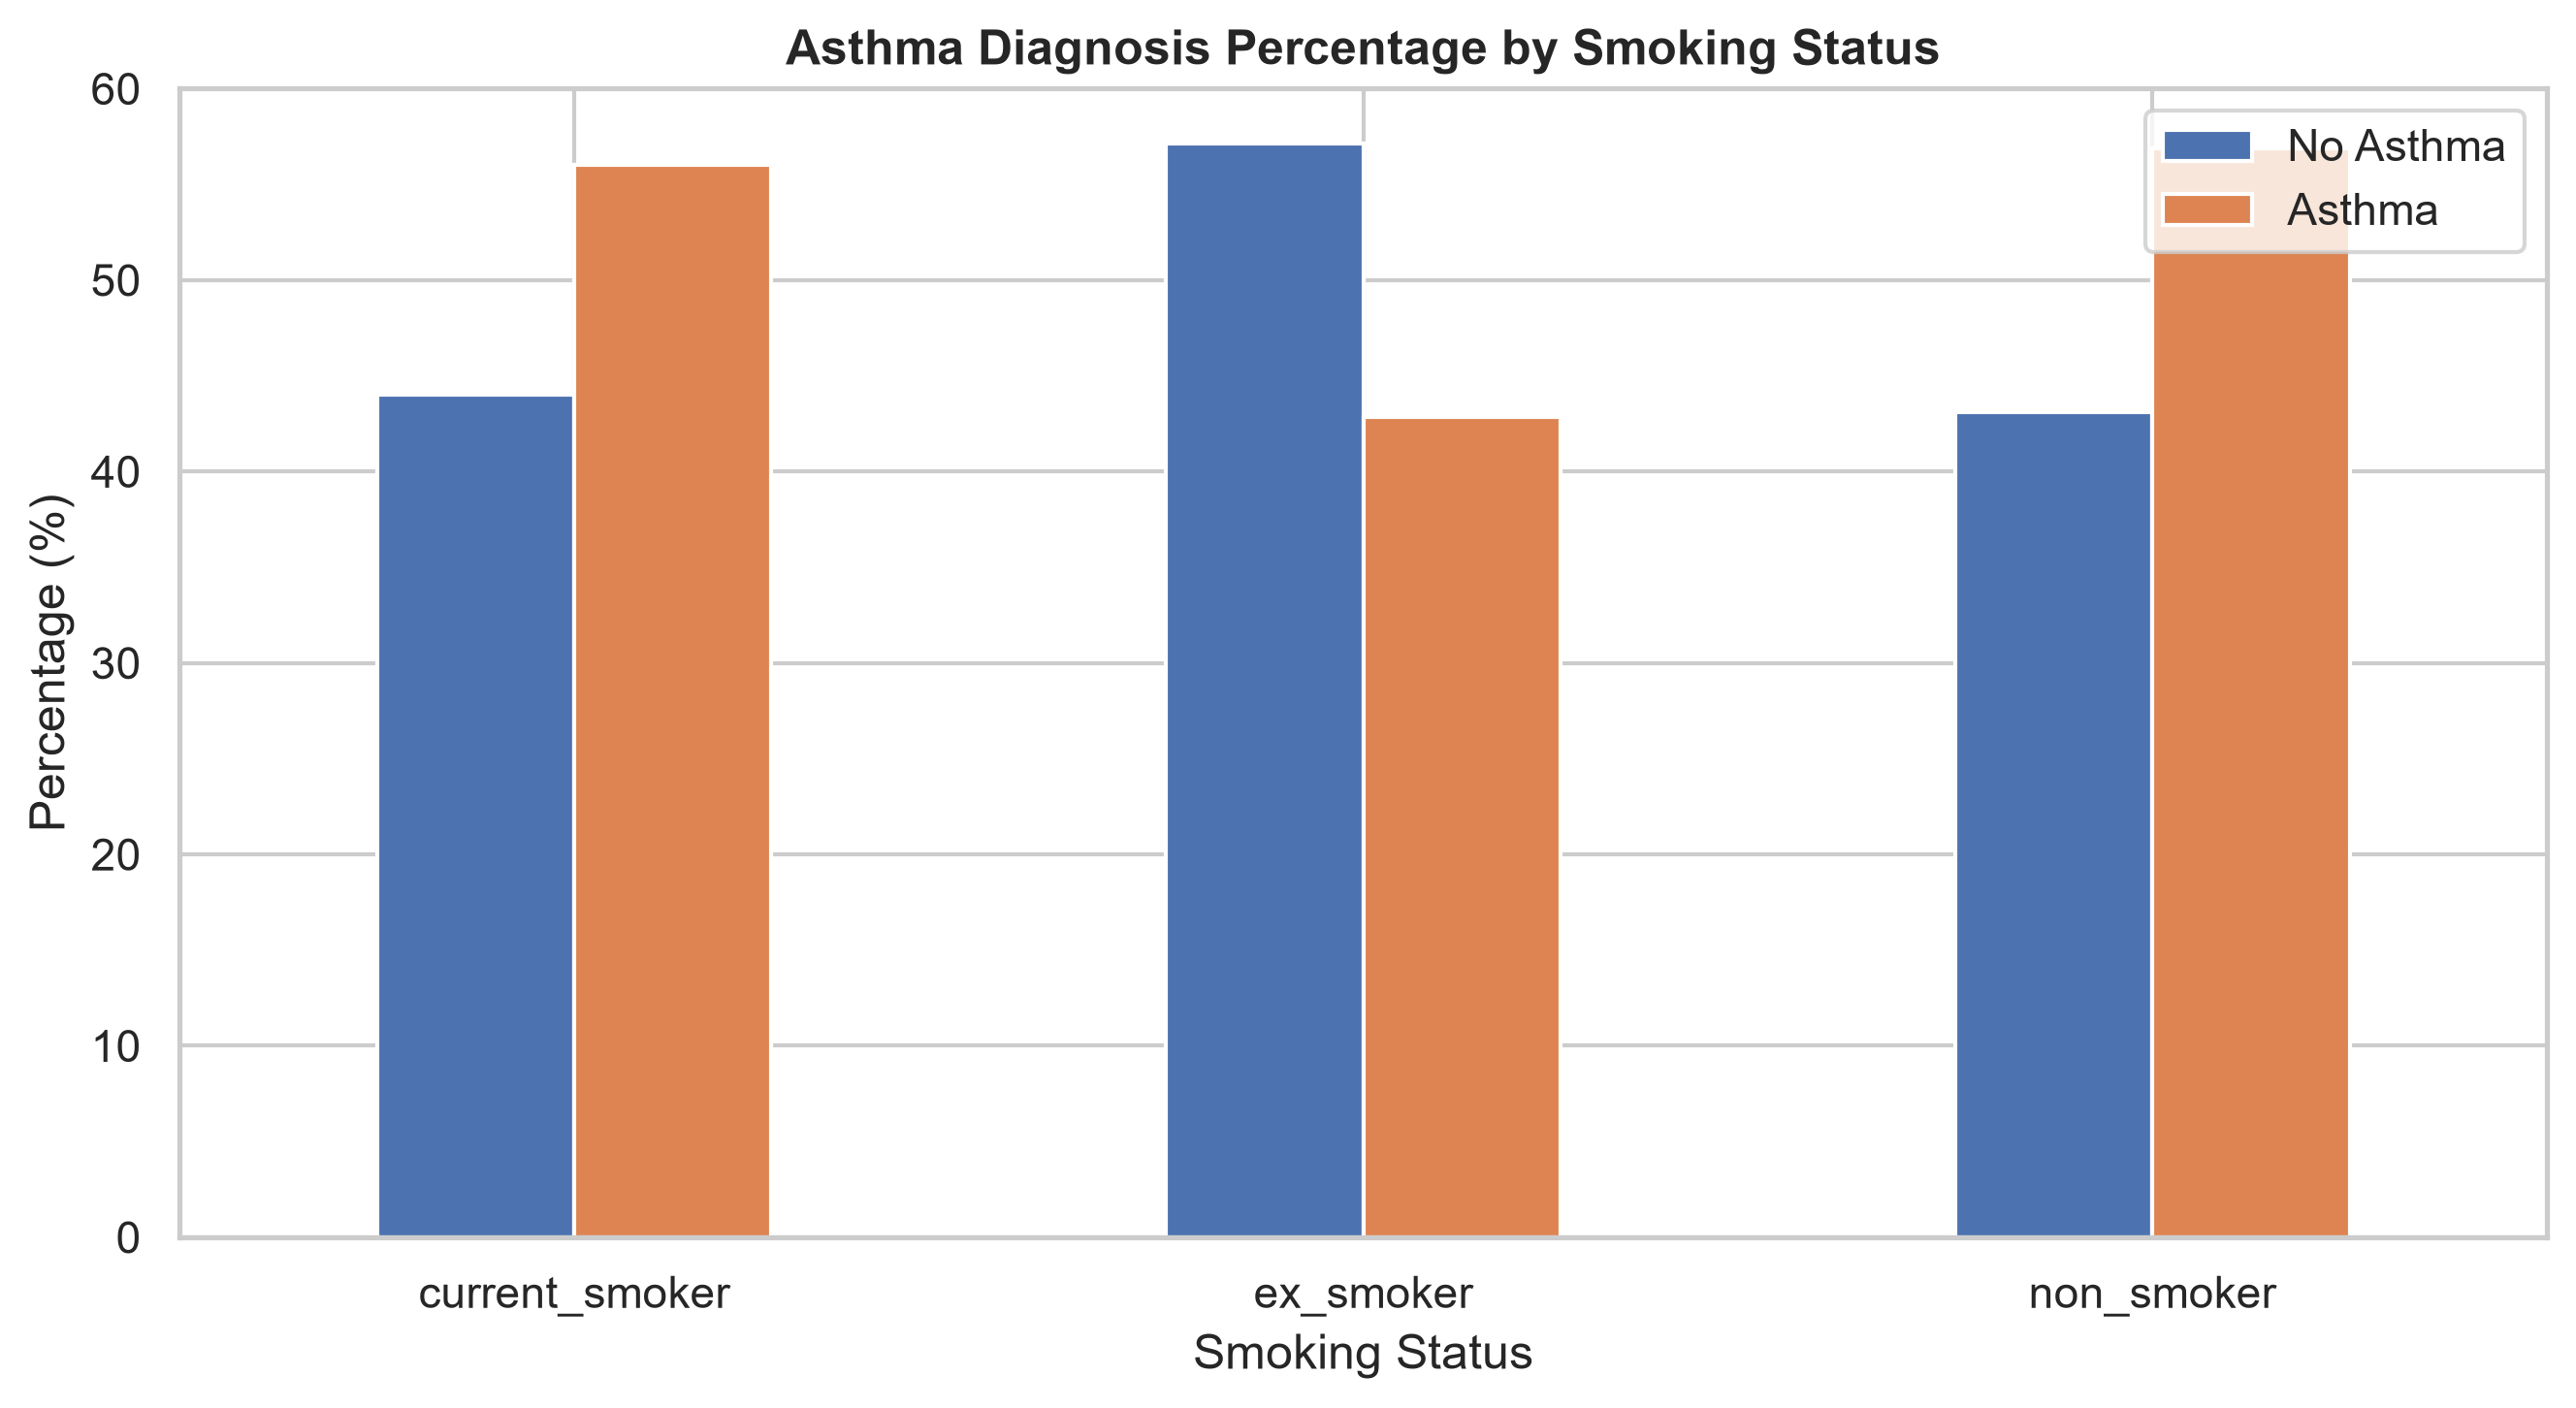 Asthma Diagnosis Percentage by Smoking Status
60
50
40
30
20
10
0
Percentage (%)
No Asthma
Asthma
current_smoker
ex_smoker
non_smoker
Smoking Status